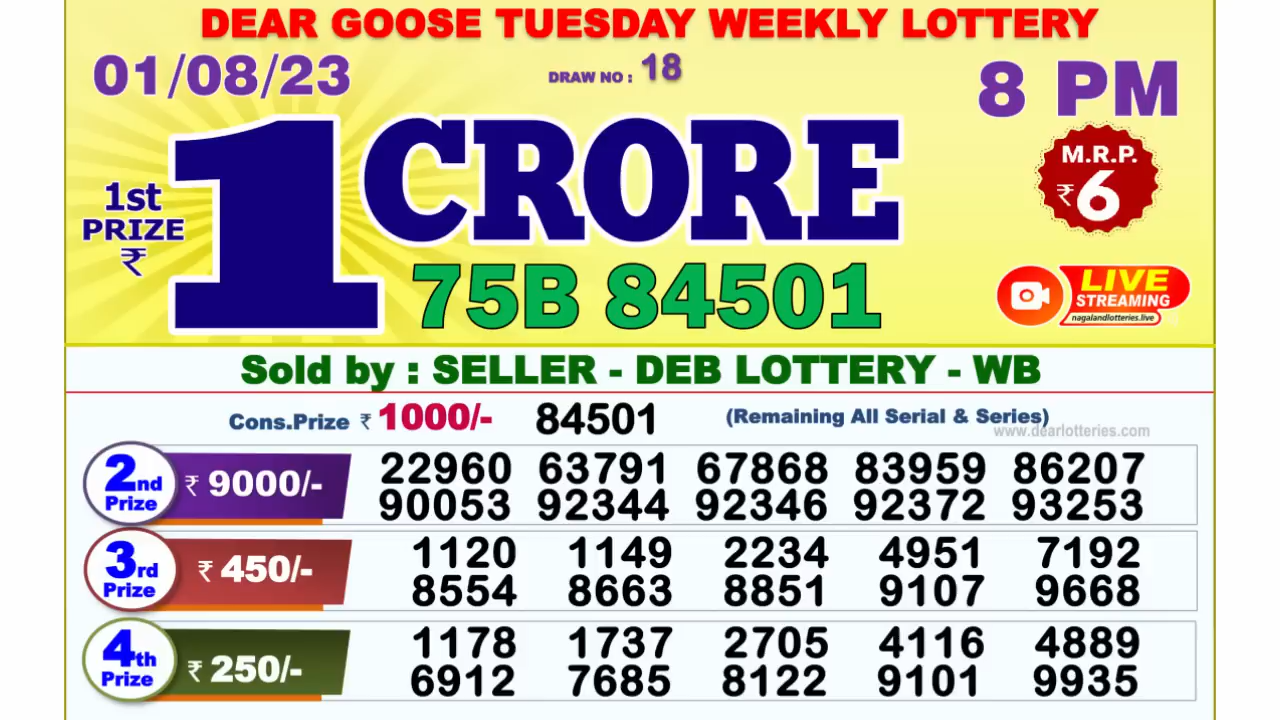 DEAR GOOSE TUESDAY WEEKLY LOTTERY
01/08/23
DRAW NO : 18
8 PM
1st
PRIZE
₹
1 CRORE
M.R.P.
₹6
75B 84501
LIVE
STREAMING
nagalandlotteries.live
Sold by : SELLER - DEB LOTTERY - WB
Cons.Prize ₹ 1000/- 84501 (Remaining All Serial & Series)
www.dearlotteries.com
2nd Prize ₹ 9000/-
22960 63791 67868 83959 86207
90053 92344 92346 92372 93253
3rd Prize ₹ 450/-
1120 1149 2234 4951 7192
8554 8663 8851 9107 9668
4th Prize ₹ 250/-
1178 1737 2705 4116 4889
6912 7685 8122 9101 9935